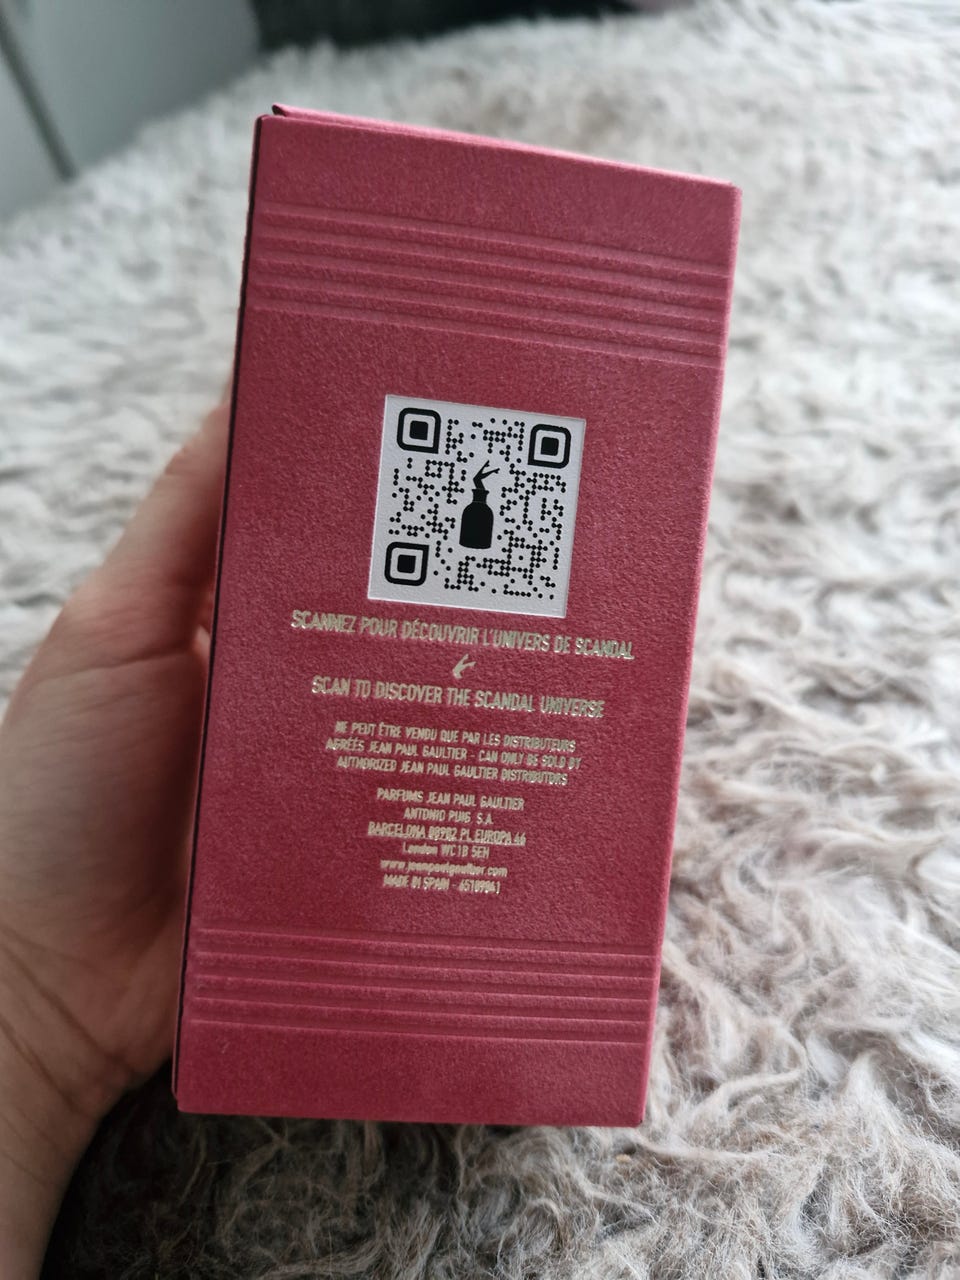 SCANNEZ POUR DÉCOUVRIR L'UNIVERS DE SCANDAL
SCAN TO DISCOVER THE SCANDAL UNIVERSE
NE PEUT ÊTRE VENDU QUE PAR LES DISTRIBUTEURS
AGRÉÉS JEAN PAUL GAULTIER - CAN ONLY BE SOLD BY
AUTHORIZED JEAN PAUL GAULTIER DISTRIBUTORS
PARFUMS JEAN PAUL GAULTIER
ANTONIO PUIG, S.A.
BARCELONA 08902 PL. EUROPA 46
London WC1B 5EH
www.jeanpaulgaultier.com
MADE IN SPAIN - 65109061